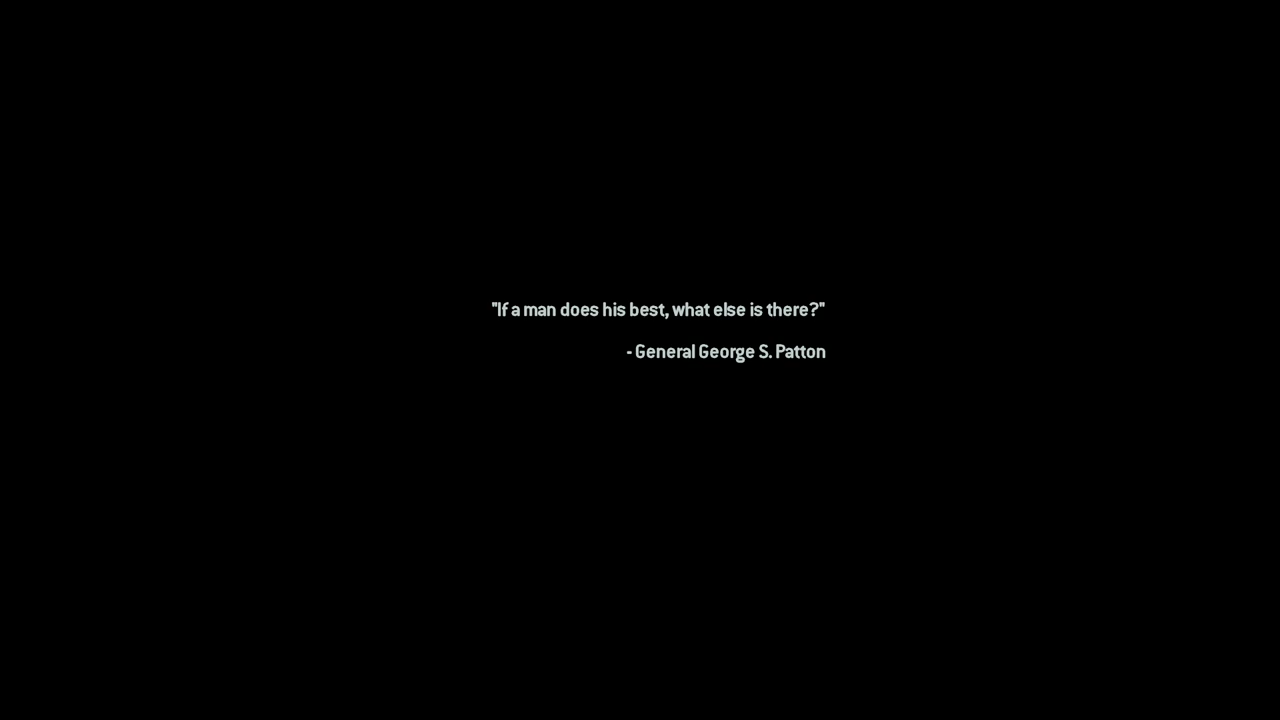 "If a man does his best, what else is there?"
- General George S. Patton